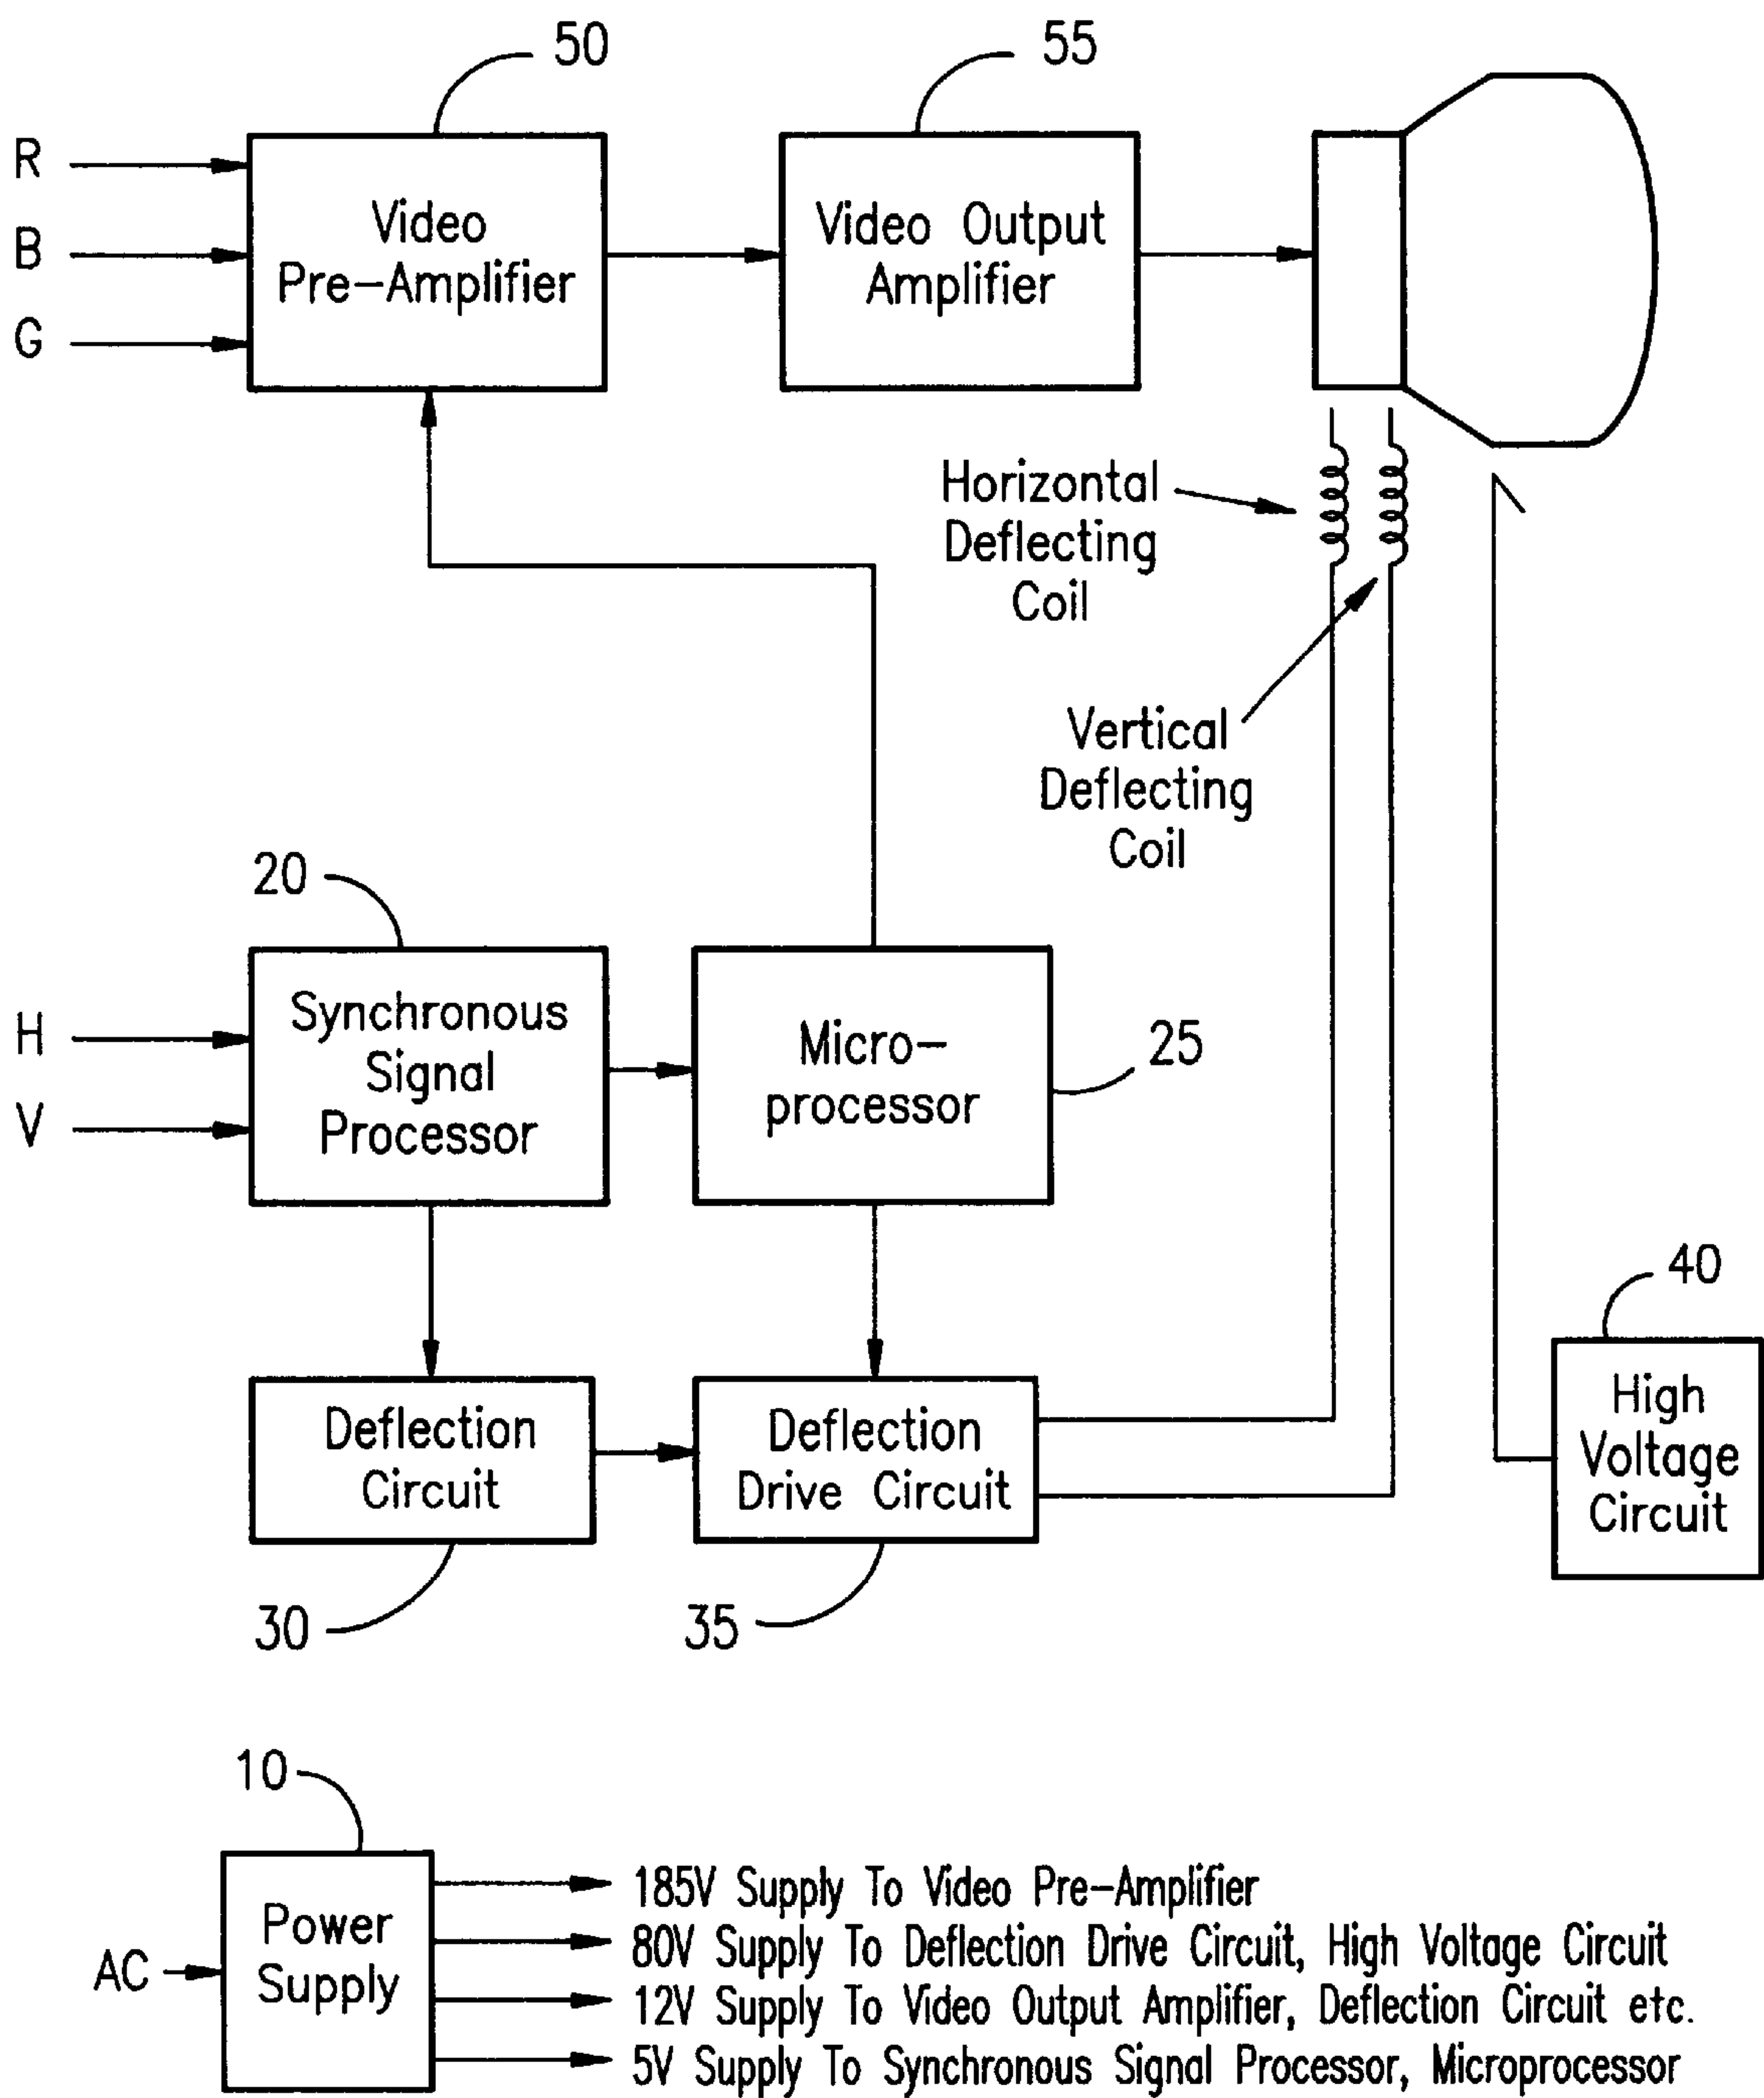 50
55
R
B
G
Video
Pre-Amplifier
Video Output
Amplifier
Horizontal
Deflecting
Coil
Vertical
Deflecting
Coil
20
H
V
Synchronous
Signal
Processor
Micro-
processor
25
40
Deflection
Circuit
Deflection
Drive Circuit
High
Voltage
Circuit
30
35
10
AC
Power
Supply
185V Supply To Video Pre-Amplifier
80V Supply To Deflection Drive Circuit, High Voltage Circuit
12V Supply To Video Output Amplifier, Deflection Circuit etc.
5V Supply To Synchronous Signal Processor, Microprocessor